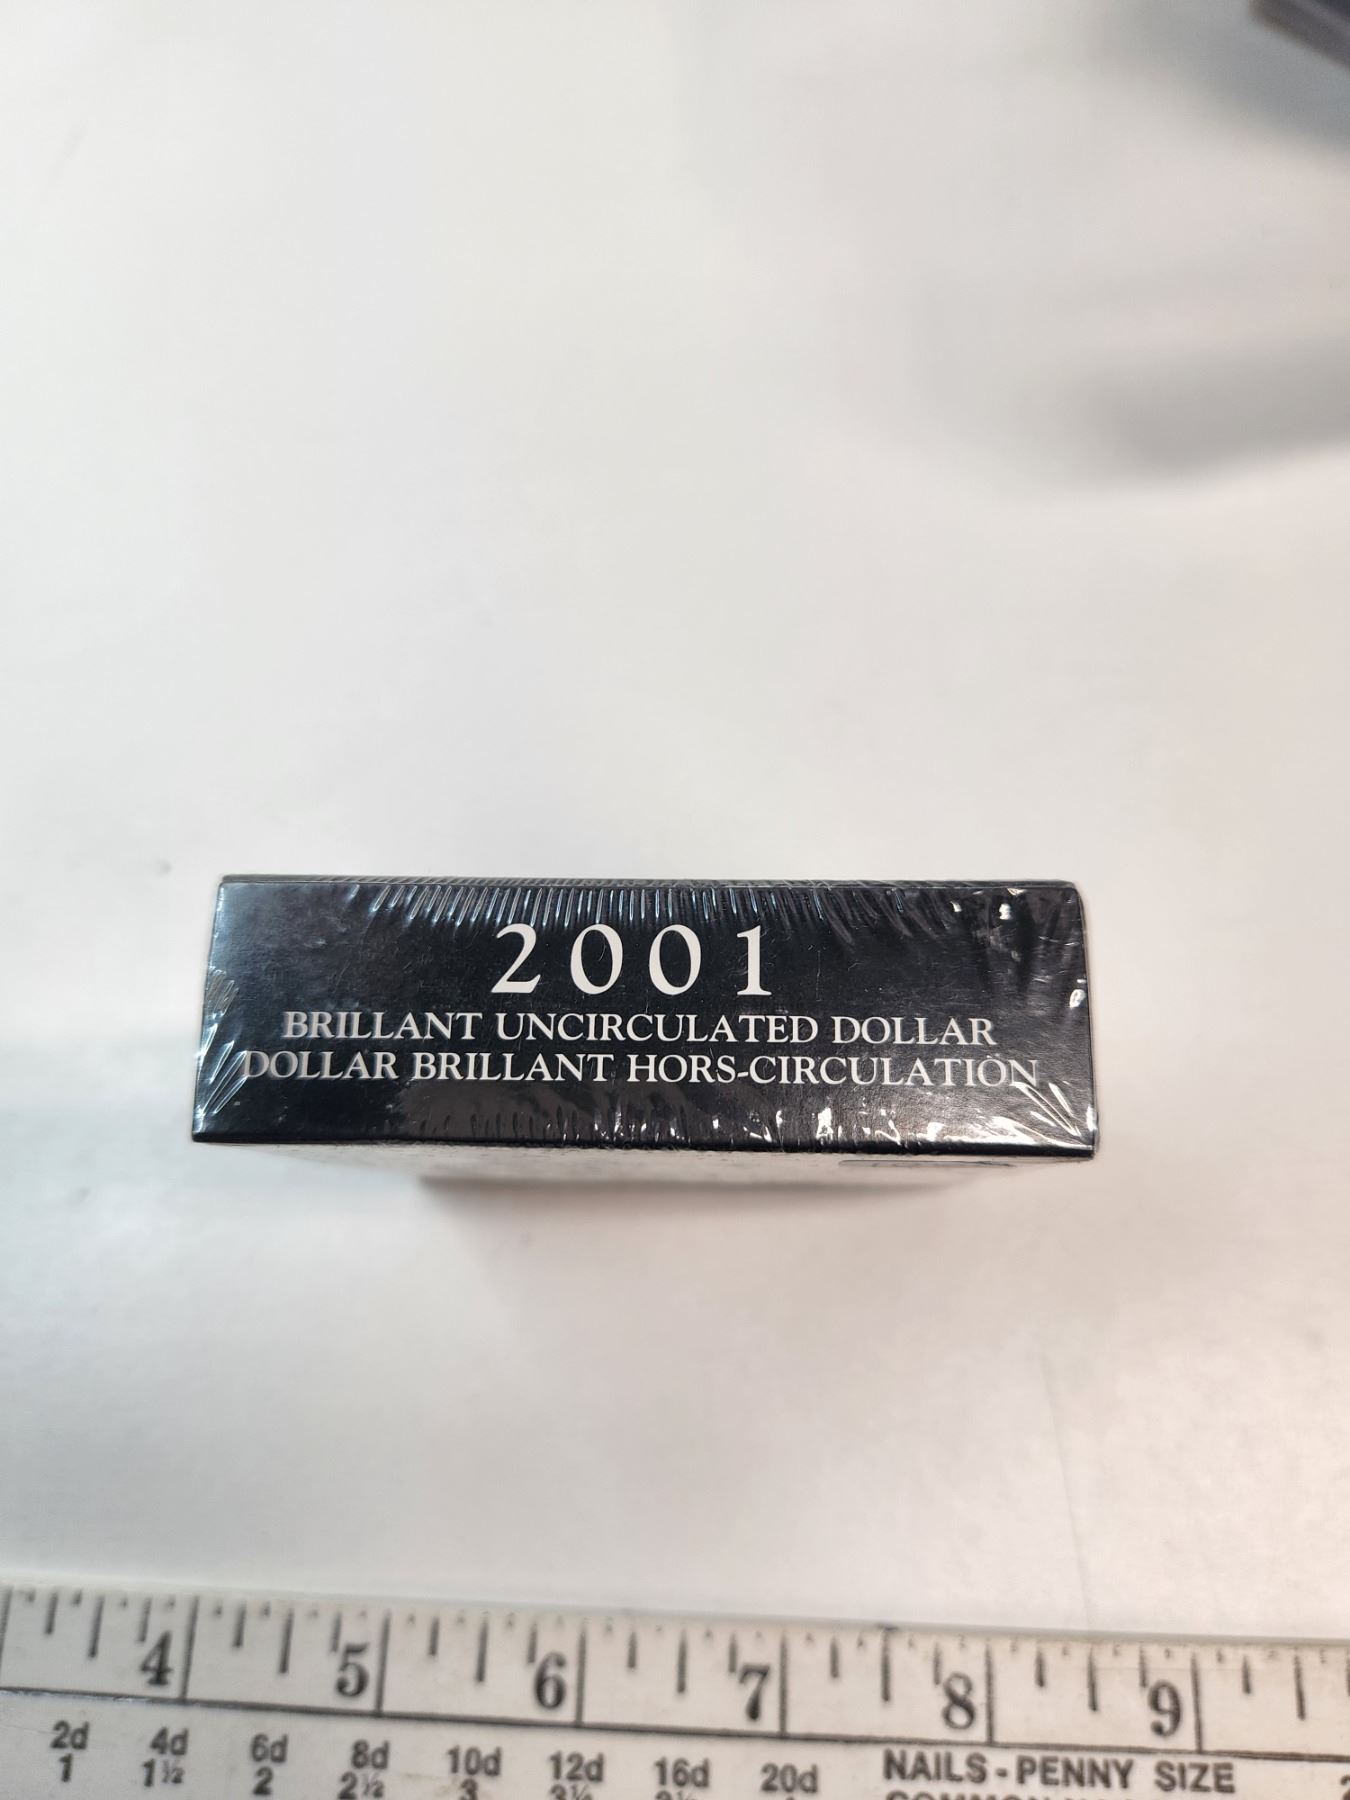 2001
BRILLANT UNCIRCULATED DOLLAR
DOLLAR BRILLANT HORS-CIRCULATION
4 5 6 7 8 9
2d 4d 6d 8d 10d 12d 16d 20d NAILS-PENNY SIZE
1 1½ 2 2½ 3